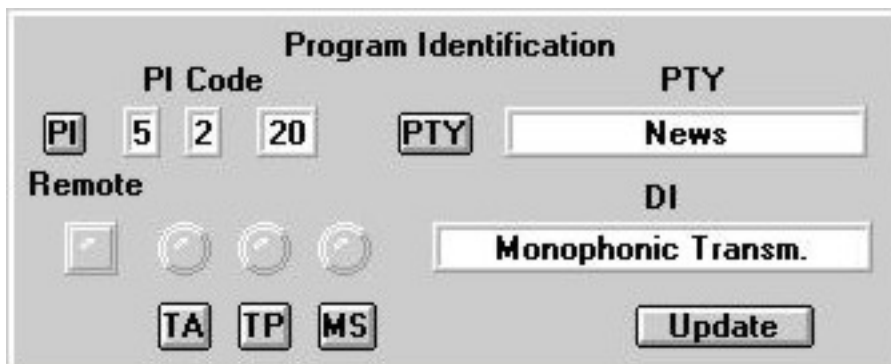 Program Identification
PI Code PTY
PI 5 2 20 PTY News
Remote DI
Monophonic Transm.
TA TP MS Update